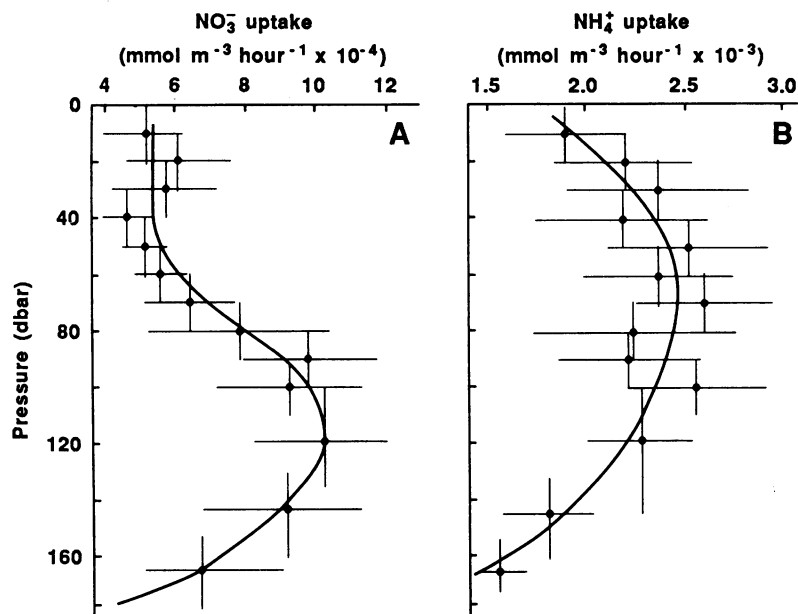 NO₃⁻ uptake
(mmol m⁻³ hour⁻¹ x 10⁻⁴)
4 6 8 10 12
NH₄⁺ uptake
(mmol m⁻³ hour⁻¹ x 10⁻³)
1.5 2.0 2.5 3.0
A
B
Pressure (dbar)
0
40
80
120
160